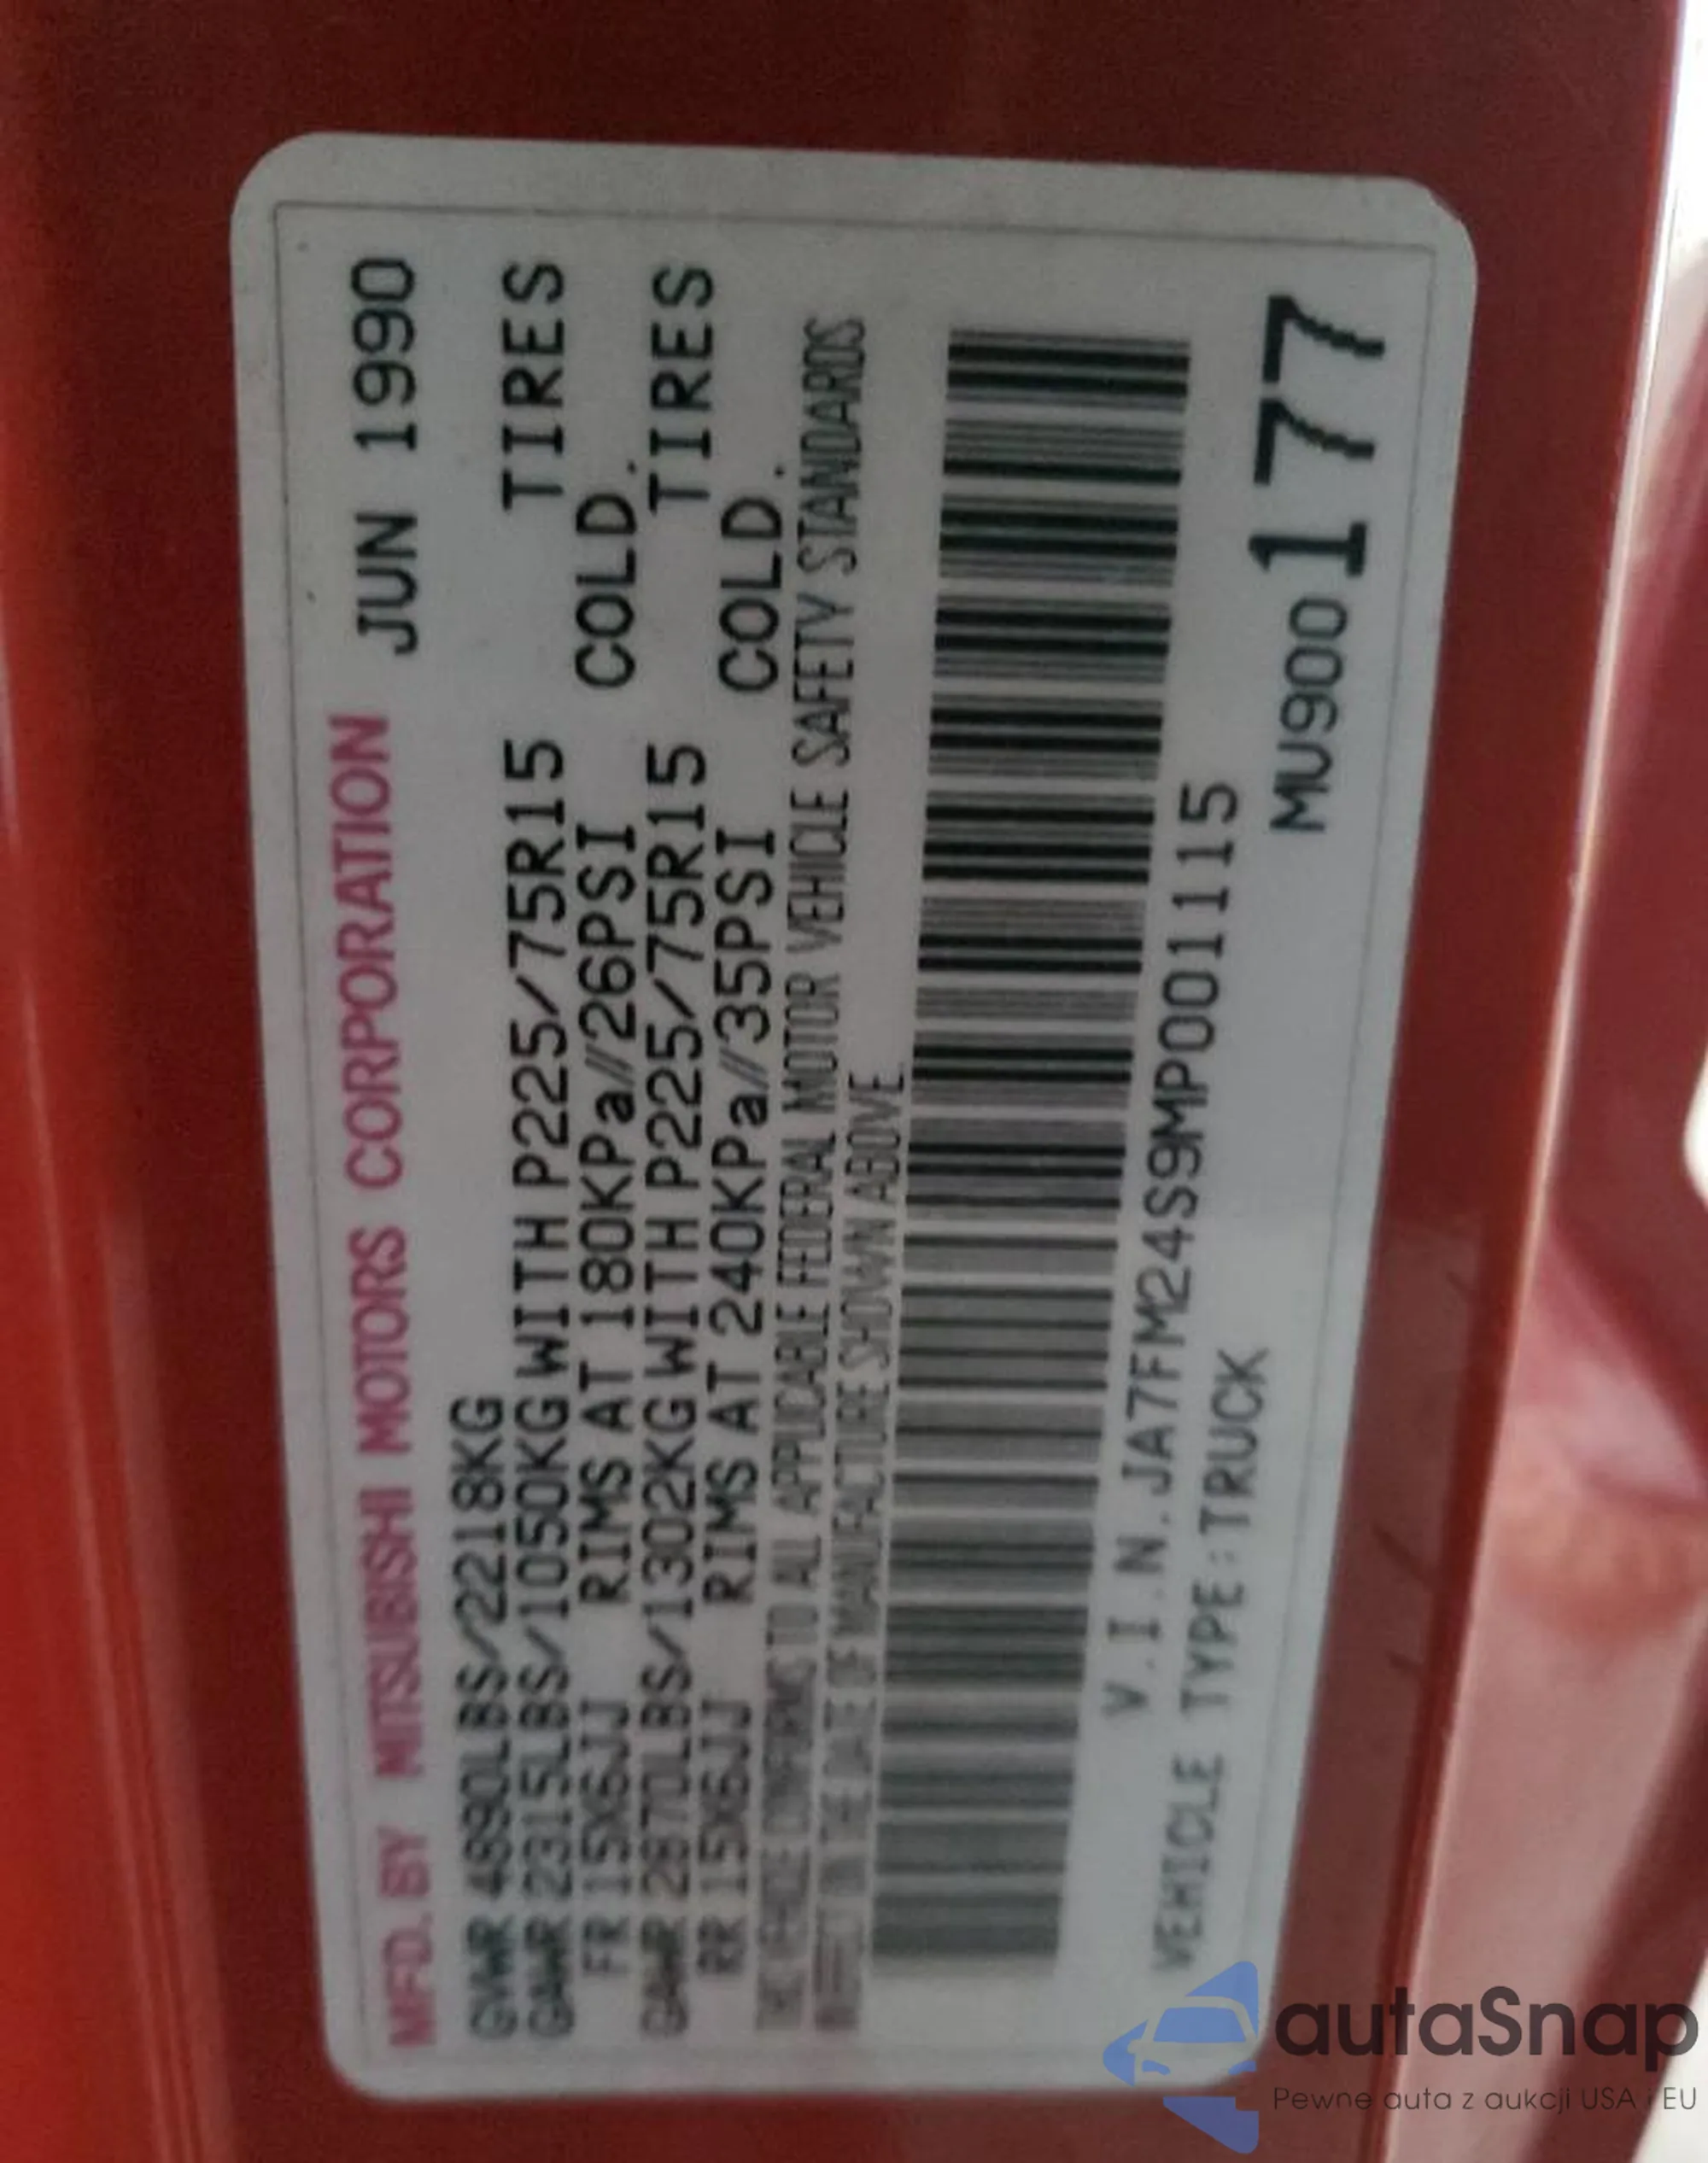 MFD. BY MITSUBISHI MOTORS CORPORATION JUN 1990
GVWR 4890LBS/2218KG
GAWR 2315LBS/1050KG WITH P225/75R15 TIRES
FR 15X6JJ RIMS AT 180KPa//26PSI COLD.
GAWR 2870LBS/1302KG WITH P225/75R15 TIRES
RR 15X6JJ RIMS AT 240KPa//35PSI COLD.
THIS VEHICLE CONFORMS TO ALL APPLICABLE FEDERAL MOTOR VEHICLE SAFETY STANDARDS
IN EFFECT ON THE DATE OF MANUFACTURE SHOWN ABOVE
V.I.N.JA7FM24S9MP001115
VEHICLE TYPE:TRUCK MV900177
autaSnap
Pewne auta z aukcji USA i EU